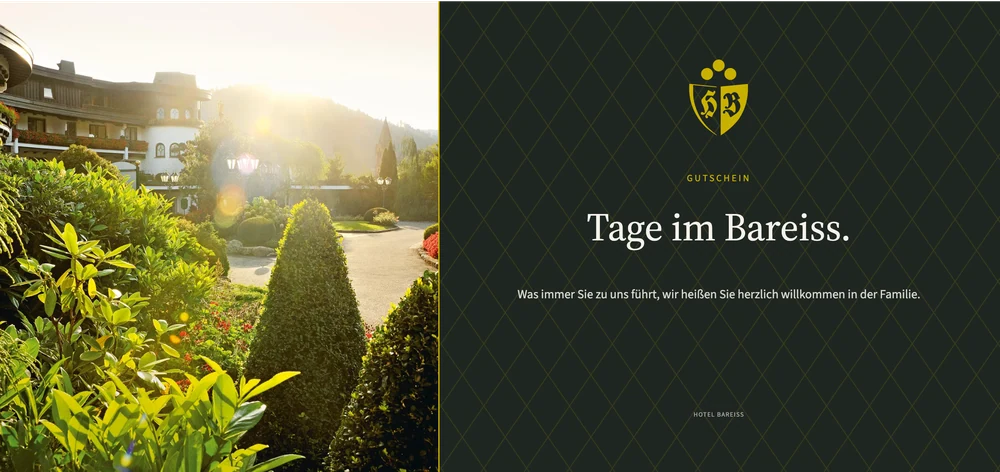 HB
GUTSCHEIN
Tage im Bareiss.
Was immer Sie zu uns führt, wir heißen Sie herzlich willkommen in der Familie.
HOTEL BAREISS